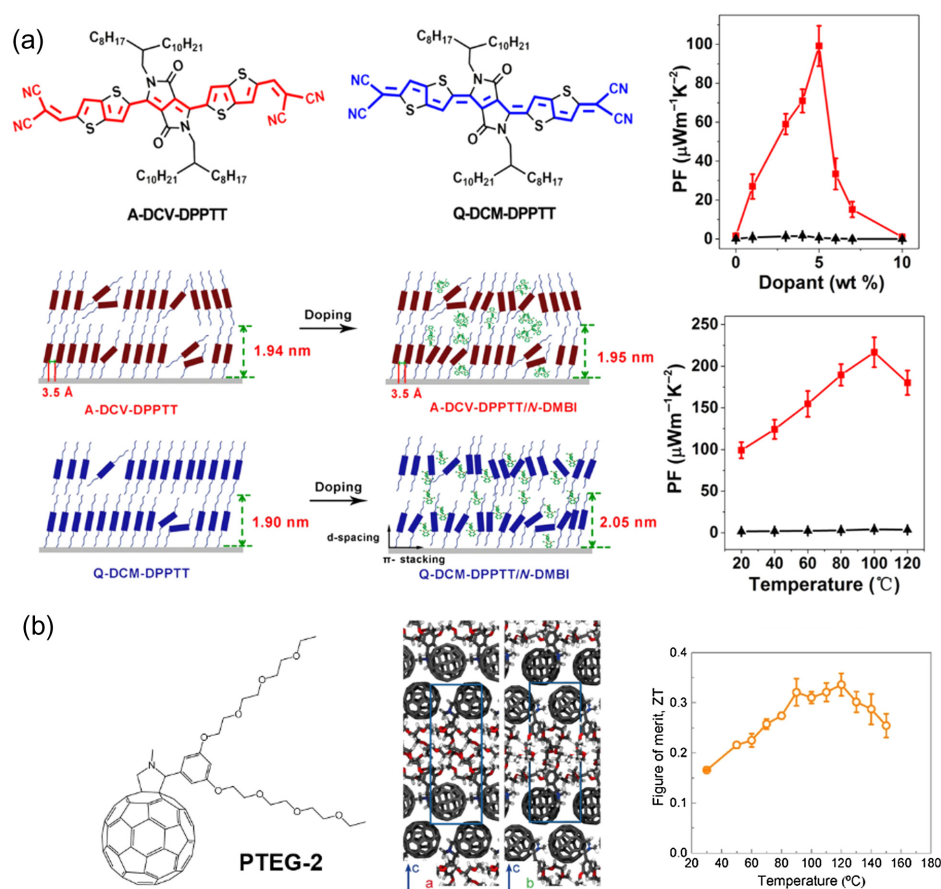 (a)
C8H17
C10H21
NC
CN
S
N
O
S
S
O
N
S
NC
CN
C10H21
C8H17
A-DCV-DPPTT
C8H17
C10H21
NC
CN
S
N
O
S
S
O
N
S
NC
CN
C10H21
C8H17
Q-DCM-DPPTT
PF (μWm−1K−2)
100
80
60
40
20
0
0
5
10
Dopant (wt %)
Doping
1.94 nm
3.5 Å
A-DCV-DPPTT
1.95 nm
3.5 Å
A-DCV-DPPTT/N-DMBI
Doping
1.90 nm
Q-DCM-DPPTT
2.05 nm
d-spacing
π- stacking
Q-DCM-DPPTT/N-DMBI
PF (μWm−1K−2)
250
200
150
100
50
0
20 40 60 80 100 120
Temperature (℃)
(b)
N
O
O
O
O
O
O
O
O
PTEG-2
c
a
c
b
Figure of merit, ZT
0.4
0.3
0.2
0.1
0.0
20 40 60 80 100 120 140 160 180
Temperature (ºC)